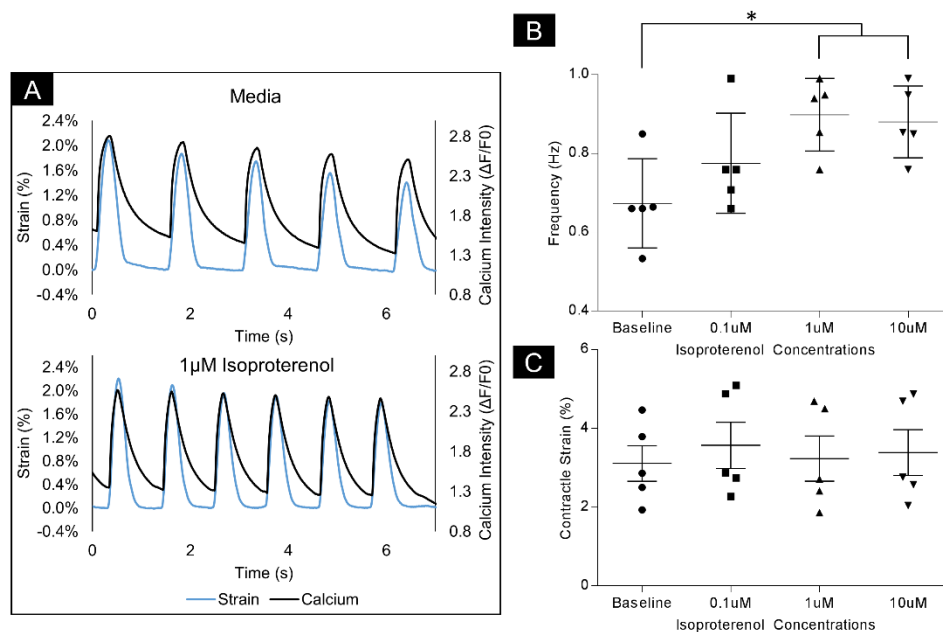 A
Media
Strain (%)
2.4%
2.0%
1.6%
1.2%
0.8%
0.4%
0.0%
-0.4%
2.8
2.3
1.8
1.3
0.8
Calcium Intensity (ΔF/F0)
0 2 4 6
Time (s)
1µM Isoproterenol
Strain (%)
2.4%
2.0%
1.6%
1.2%
0.8%
0.4%
0.0%
-0.4%
2.8
2.3
1.8
1.3
0.8
Calcium Intensity (ΔF/F0)
0 2 4 6
Time (s)
Strain Calcium
B
*
Frequency (Hz)
1.0
0.8
0.6
0.4
Baseline 0.1uM 1uM 10uM
Isoproterenol Concentrations
C
Contractle Strain (%)
6
4
2
0
Baseline 0.1uM 1uM 10uM
Isoproterenol Concentrations